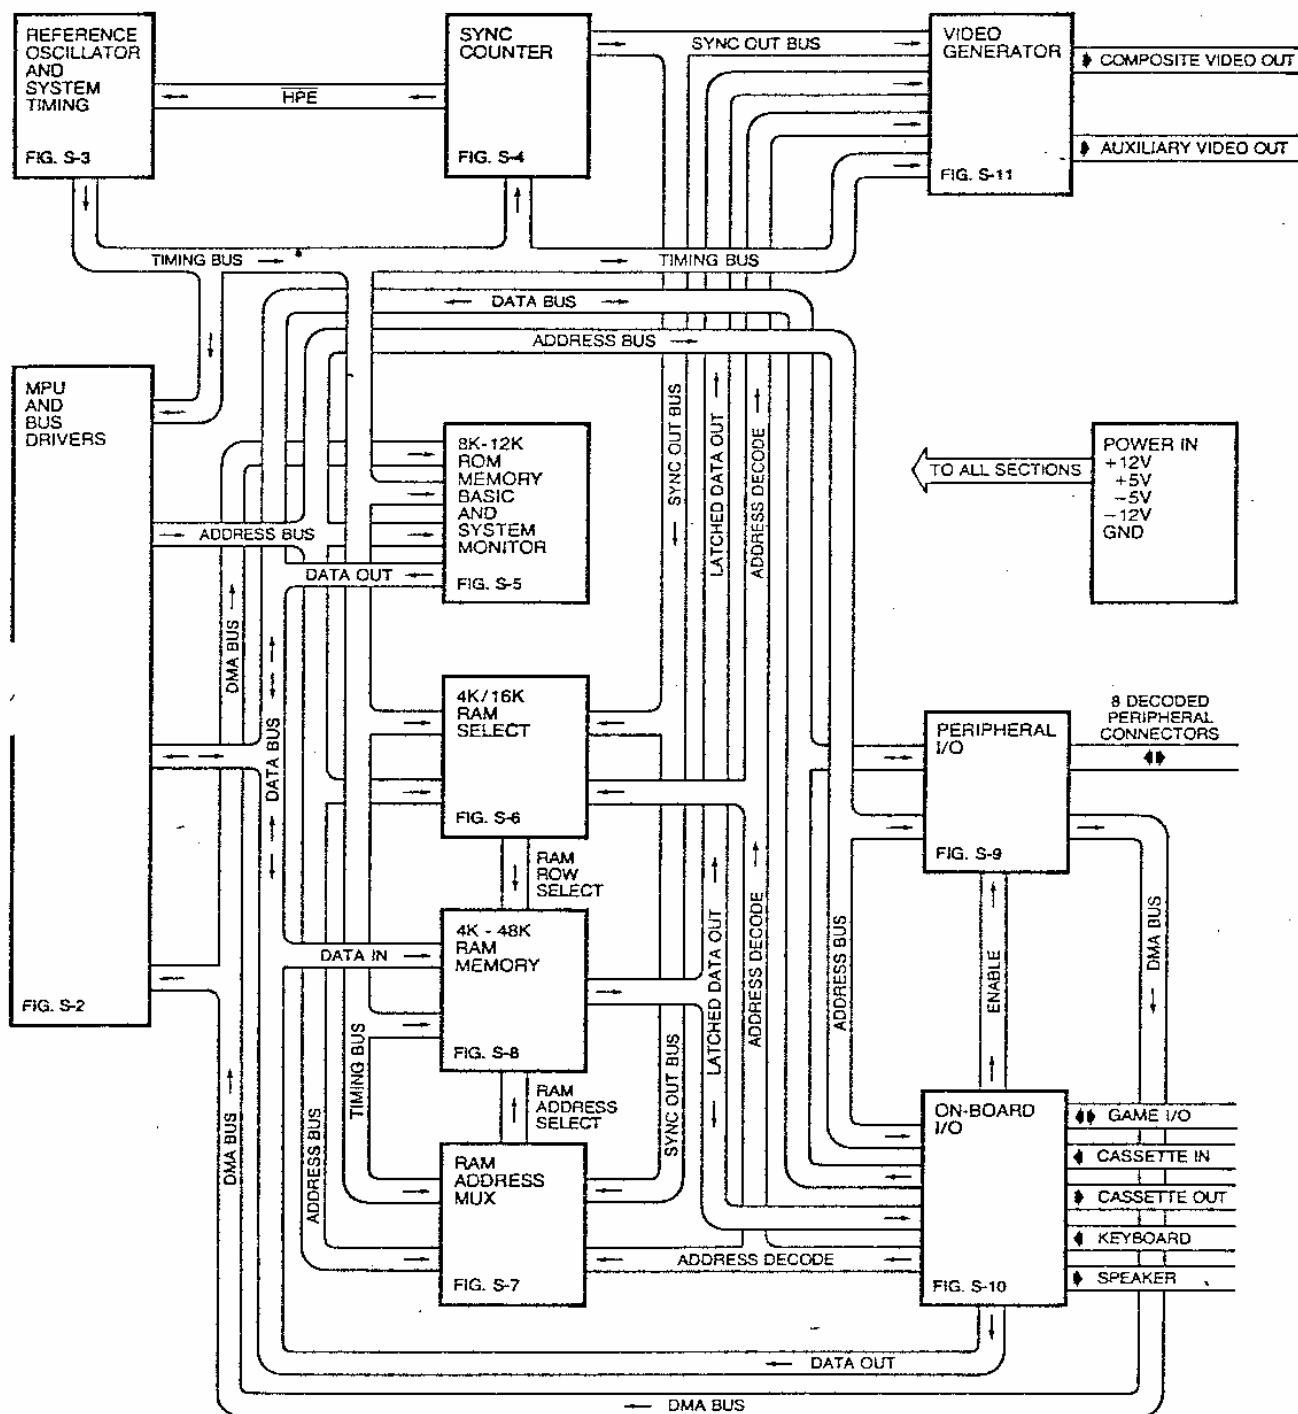 REFERENCE
OSCILLATOR
AND
SYSTEM
TIMING
FIG. S-3
HPE
SYNC
COUNTER
FIG. S-4
SYNC OUT BUS
VIDEO
GENERATOR
FIG. S-11
COMPOSITE VIDEO OUT
AUXILIARY VIDEO OUT
TIMING BUS
TIMING BUS
DATA BUS
ADDRESS BUS
MPU
AND
BUS
DRIVERS
FIG. S-2
8K-12K
ROM
MEMORY
BASIC
AND
SYSTEM
MONITOR
FIG. S-5
ADDRESS BUS
DATA OUT
SYNC OUT BUS
LATCHED DATA OUT
ADDRESS DECODE
TO ALL SECTIONS
POWER IN
+12V
+5V
-5V
-12V
GND
DMA BUS
DATA BUS
4K/16K
RAM
SELECT
FIG. S-6
RAM
ROW
SELECT
PERIPHERAL
I/O
FIG. S-9
8 DECODED
PERIPHERAL
CONNECTORS
DATA IN
4K - 48K
RAM
MEMORY
FIG. S-8
LATCHED DATA OUT
ADDRESS DECODE
ADDRESS BUS
ENABLE
DMA BUS
DMA BUS
ADDRESS BUS
TIMING BUS
RAM
ADDRESS
SELECT
SYNC OUT BUS
RAM
ADDRESS
MUX
FIG. S-7
ADDRESS DECODE
ON-BOARD
I/O
FIG. S-10
GAME I/O
CASSETTE IN
CASSETTE OUT
KEYBOARD
SPEAKER
DATA OUT
DMA BUS